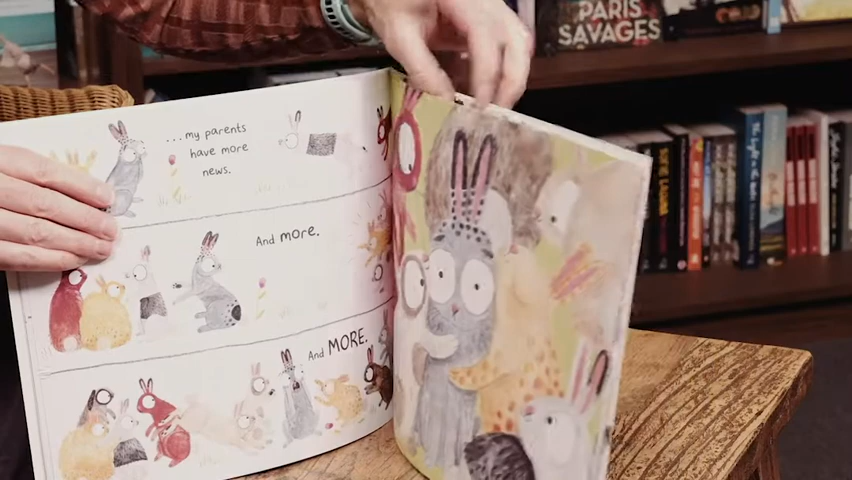 PARIS
SAVAGES
...my parents
have more
news.
And more.
And MORE.